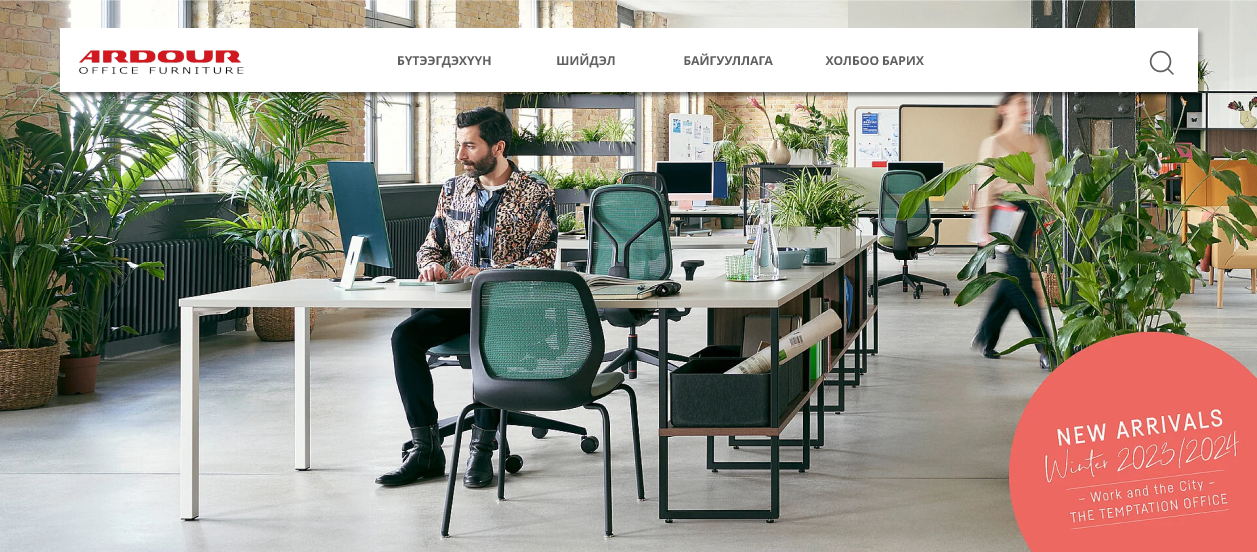 ARDOUR
OFFICE FURNITURE
БҮТЭЭГДЭХҮҮН
ШИЙДЭЛ
БАЙГУУЛЛАГА
ХОЛБОО БАРИХ
NEW ARRIVALS
Winter 2023/2024
– Work and the City –
THE TEMPTATION OFFICE